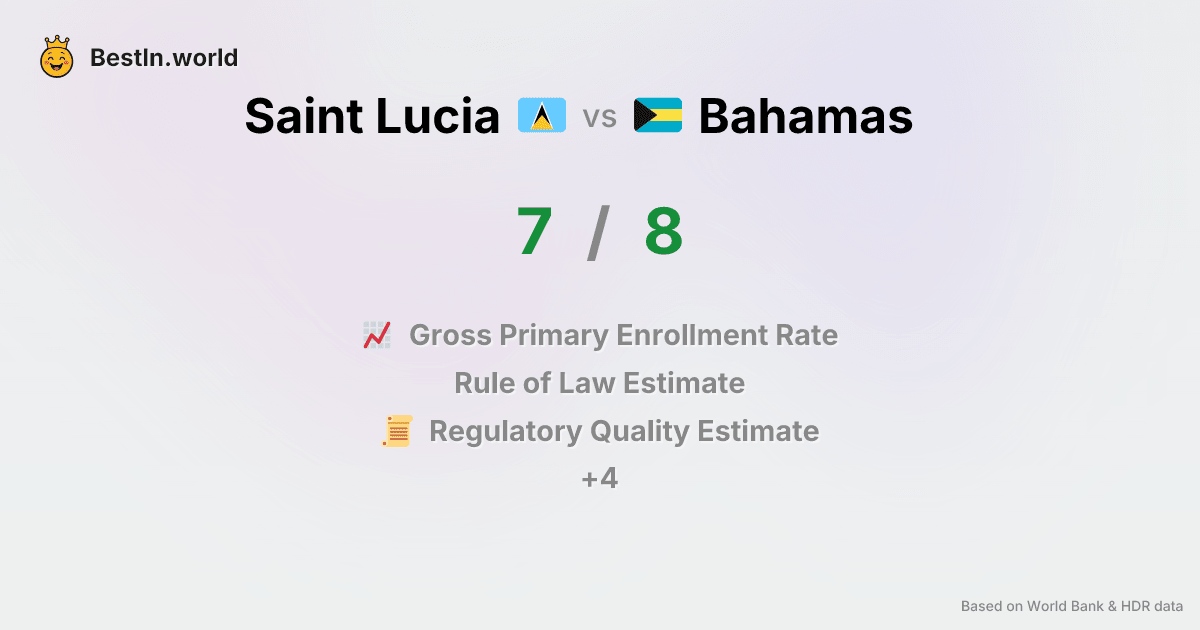 BestIn.world
Saint Lucia vs Bahamas
7 / 8
Gross Primary Enrollment Rate
Rule of Law Estimate
Regulatory Quality Estimate
+4
Based on World Bank & HDR data